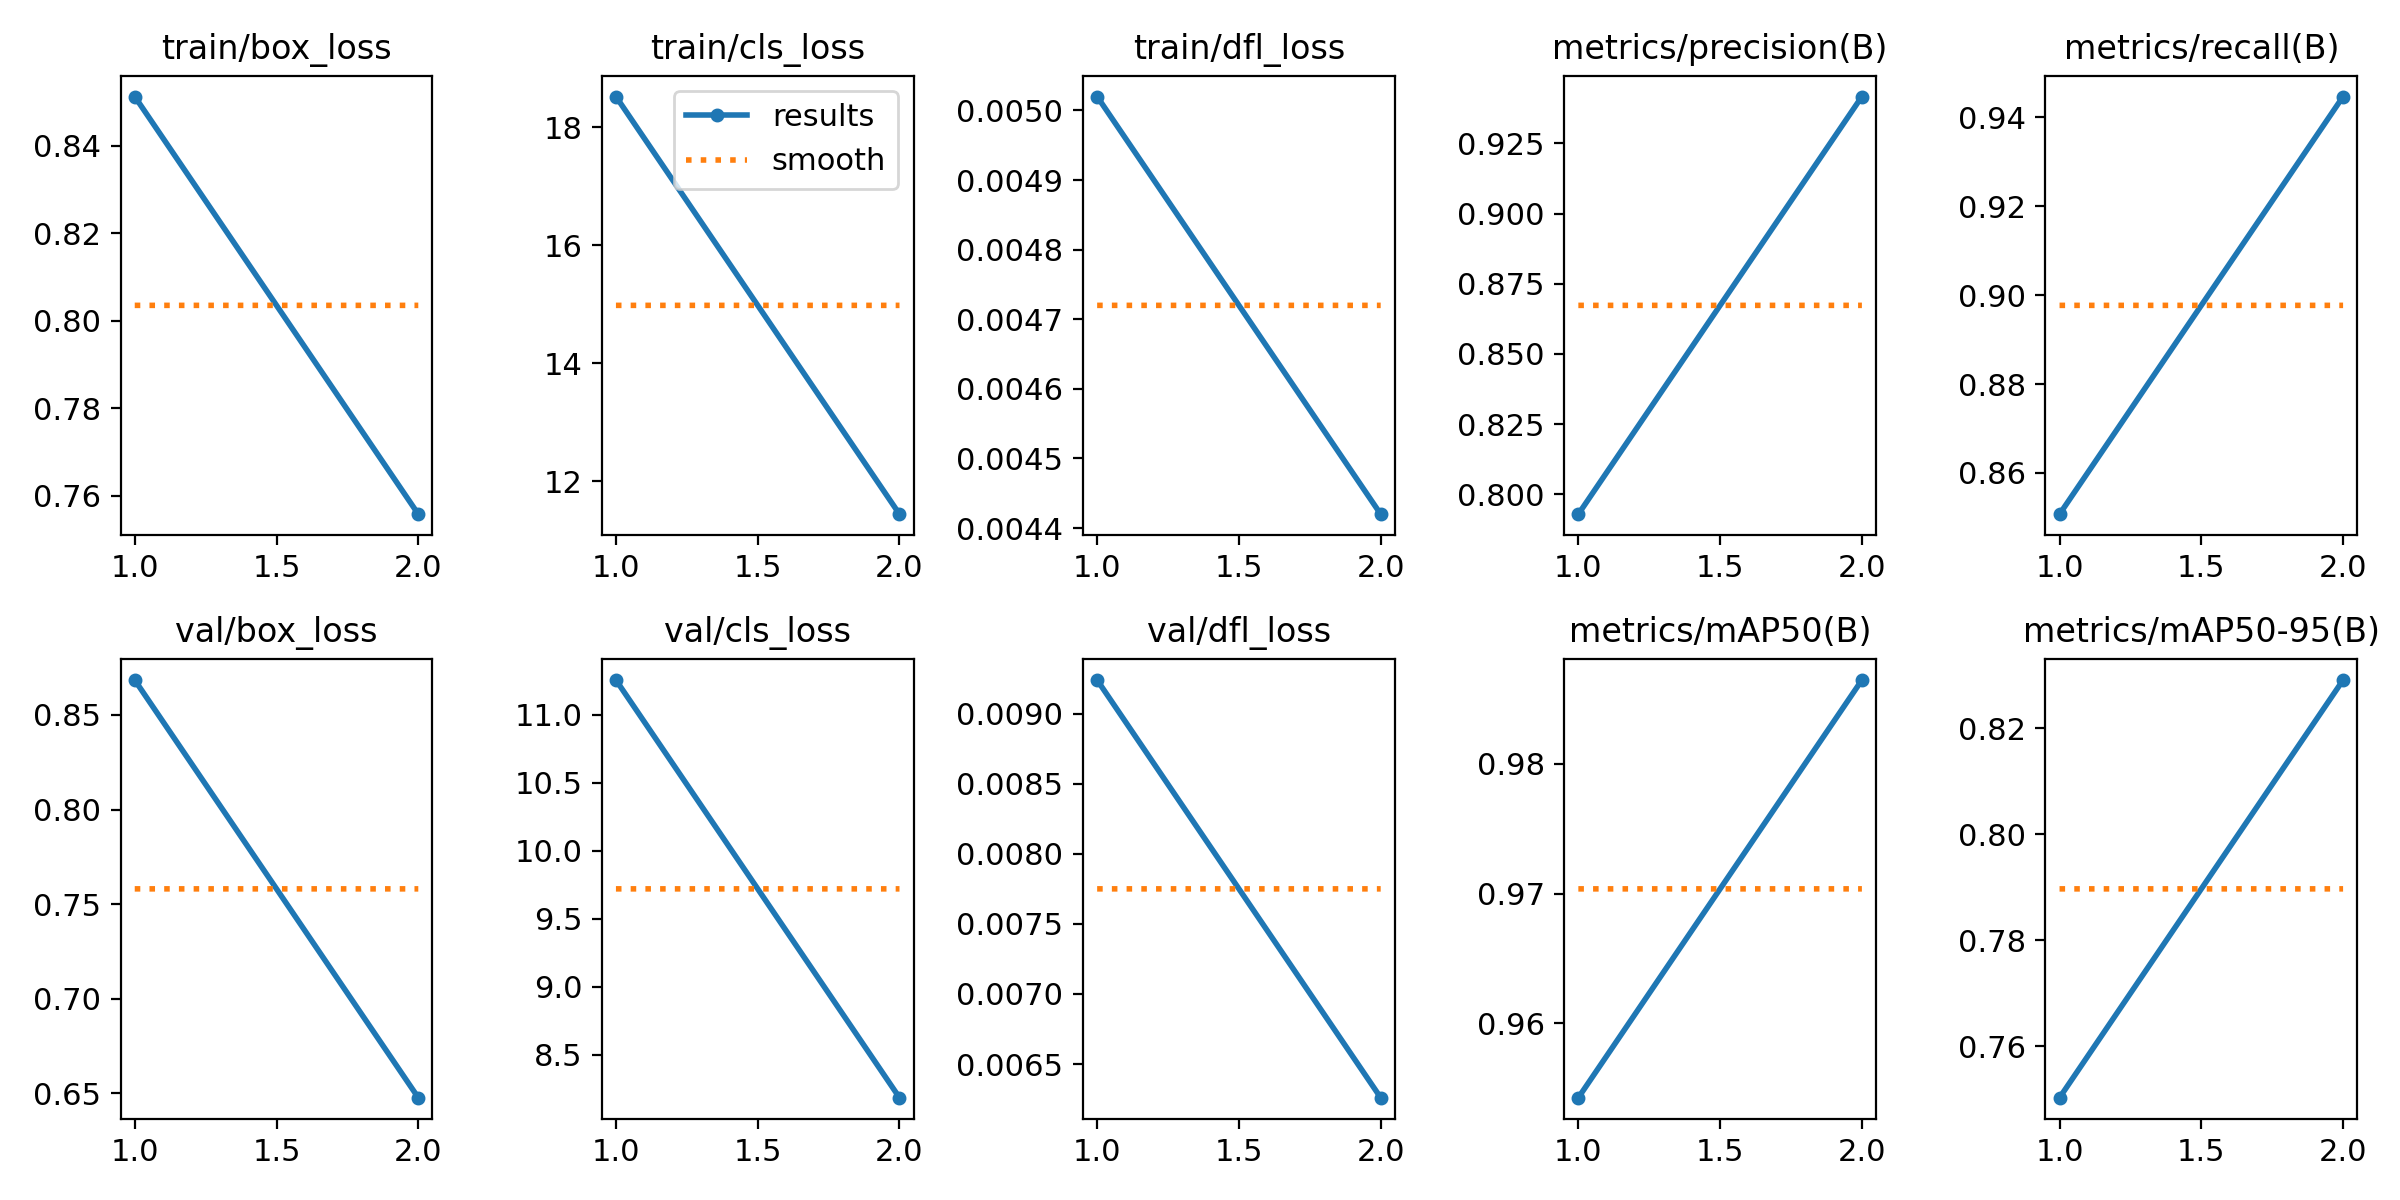 train/box_loss
train/cls_loss
train/dfl_loss
metrics/precision(B)
metrics/recall(B)
0.84
0.82
0.80
0.78
0.76
1.0 1.5 2.0
18
16
14
12
results
smooth
1.0 1.5 2.0
0.0050
0.0049
0.0048
0.0047
0.0046
0.0045
0.0044
1.0 1.5 2.0
0.925
0.900
0.875
0.850
0.825
0.800
1.0 1.5 2.0
0.94
0.92
0.90
0.88
0.86
1.0 1.5 2.0
val/box_loss
val/cls_loss
val/dfl_loss
metrics/mAP50(B)
metrics/mAP50-95(B)
0.85
0.80
0.75
0.70
0.65
1.0 1.5 2.0
11.0
10.5
10.0
9.5
9.0
8.5
1.0 1.5 2.0
0.0090
0.0085
0.0080
0.0075
0.0070
0.0065
1.0 1.5 2.0
0.98
0.97
0.96
1.0 1.5 2.0
0.82
0.80
0.78
0.76
1.0 1.5 2.0